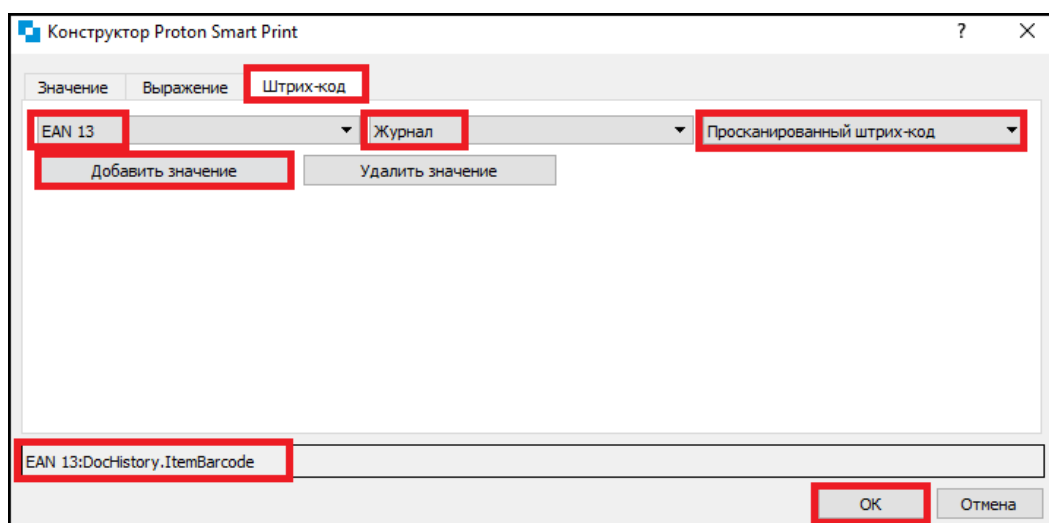 Конструктор Proton Smart Print ?
Значение Выражение Штрих-код
EAN 13 Журнал Просканированный штрих-код
Добавить значение Удалить значение
EAN 13:DocHistory.ItemBarcode
ОК Отмена